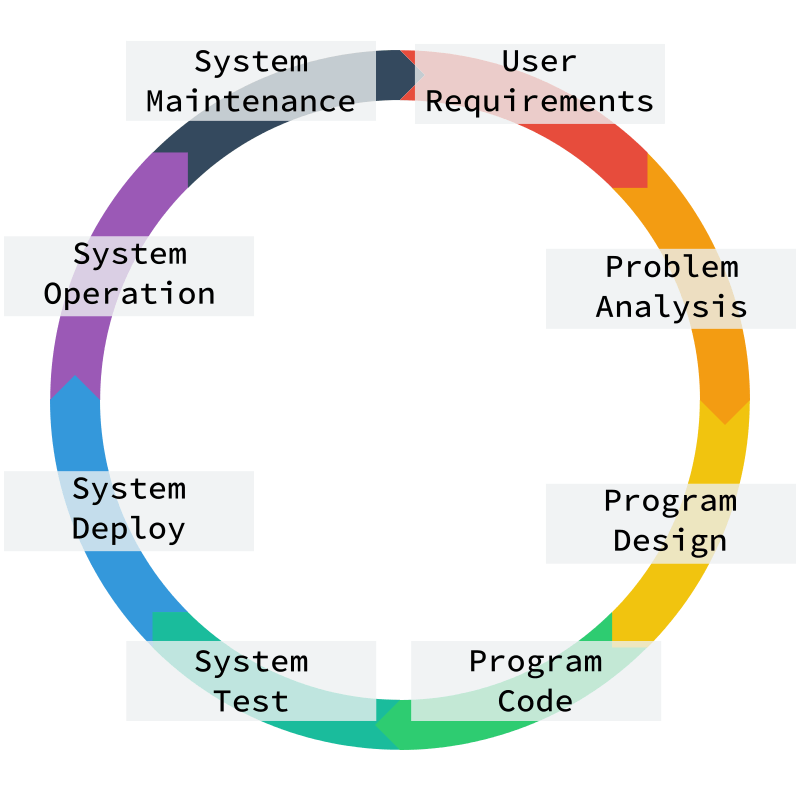 User
Requirements
Problem
Analysis
Program
Design
Program
Code
System
Test
System
Deploy
System
Operation
System
Maintenance